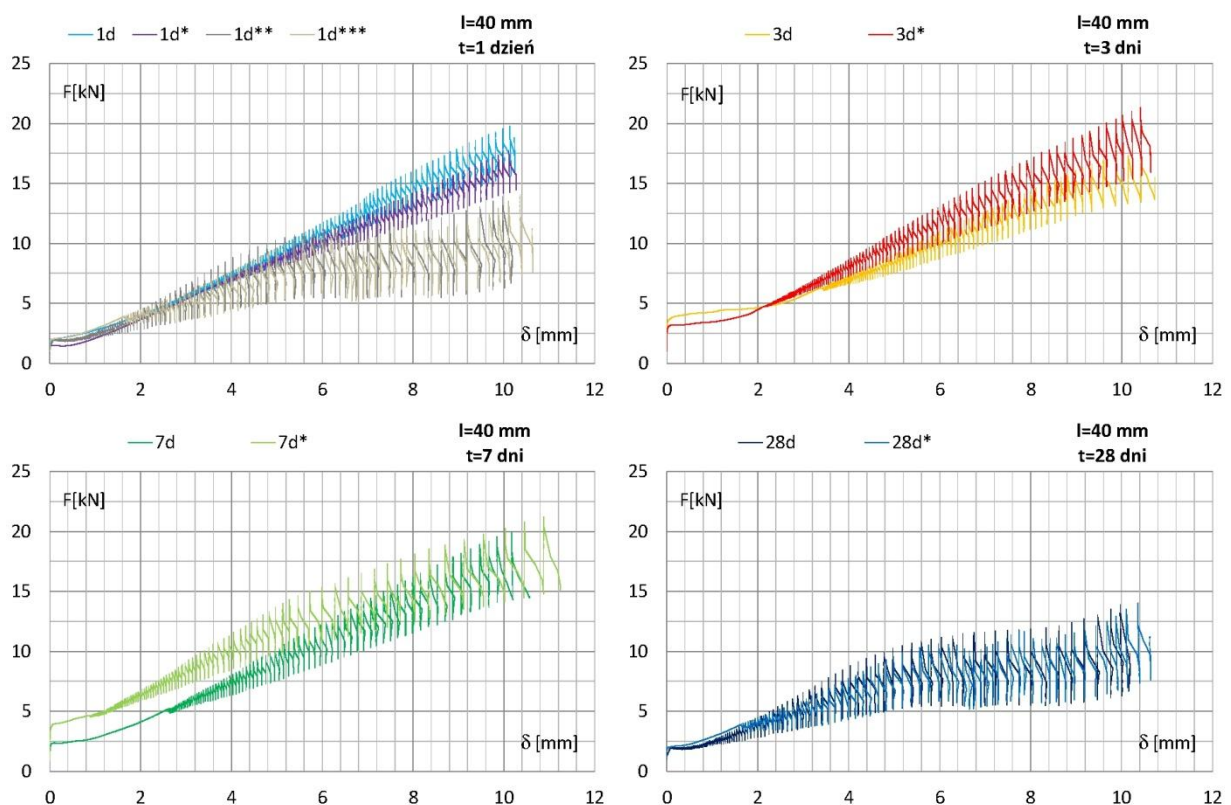 1d 1d* 1d** 1d***
l=40 mm
t=1 dzień
25
F[kN]
20
15
10
5
δ [mm]
0
0 2 4 6 8 10 12
3d 3d*
l=40 mm
t=3 dni
25
F[kN]
20
15
10
5
δ [mm]
0
0 2 4 6 8 10 12
7d 7d*
l=40 mm
t=7 dni
25
F[kN]
20
15
10
5
δ [mm]
0
0 2 4 6 8 10 12
28d 28d*
l=40 mm
t=28 dni
25
F[kN]
20
15
10
5
δ [mm]
0
0 2 4 6 8 10 12